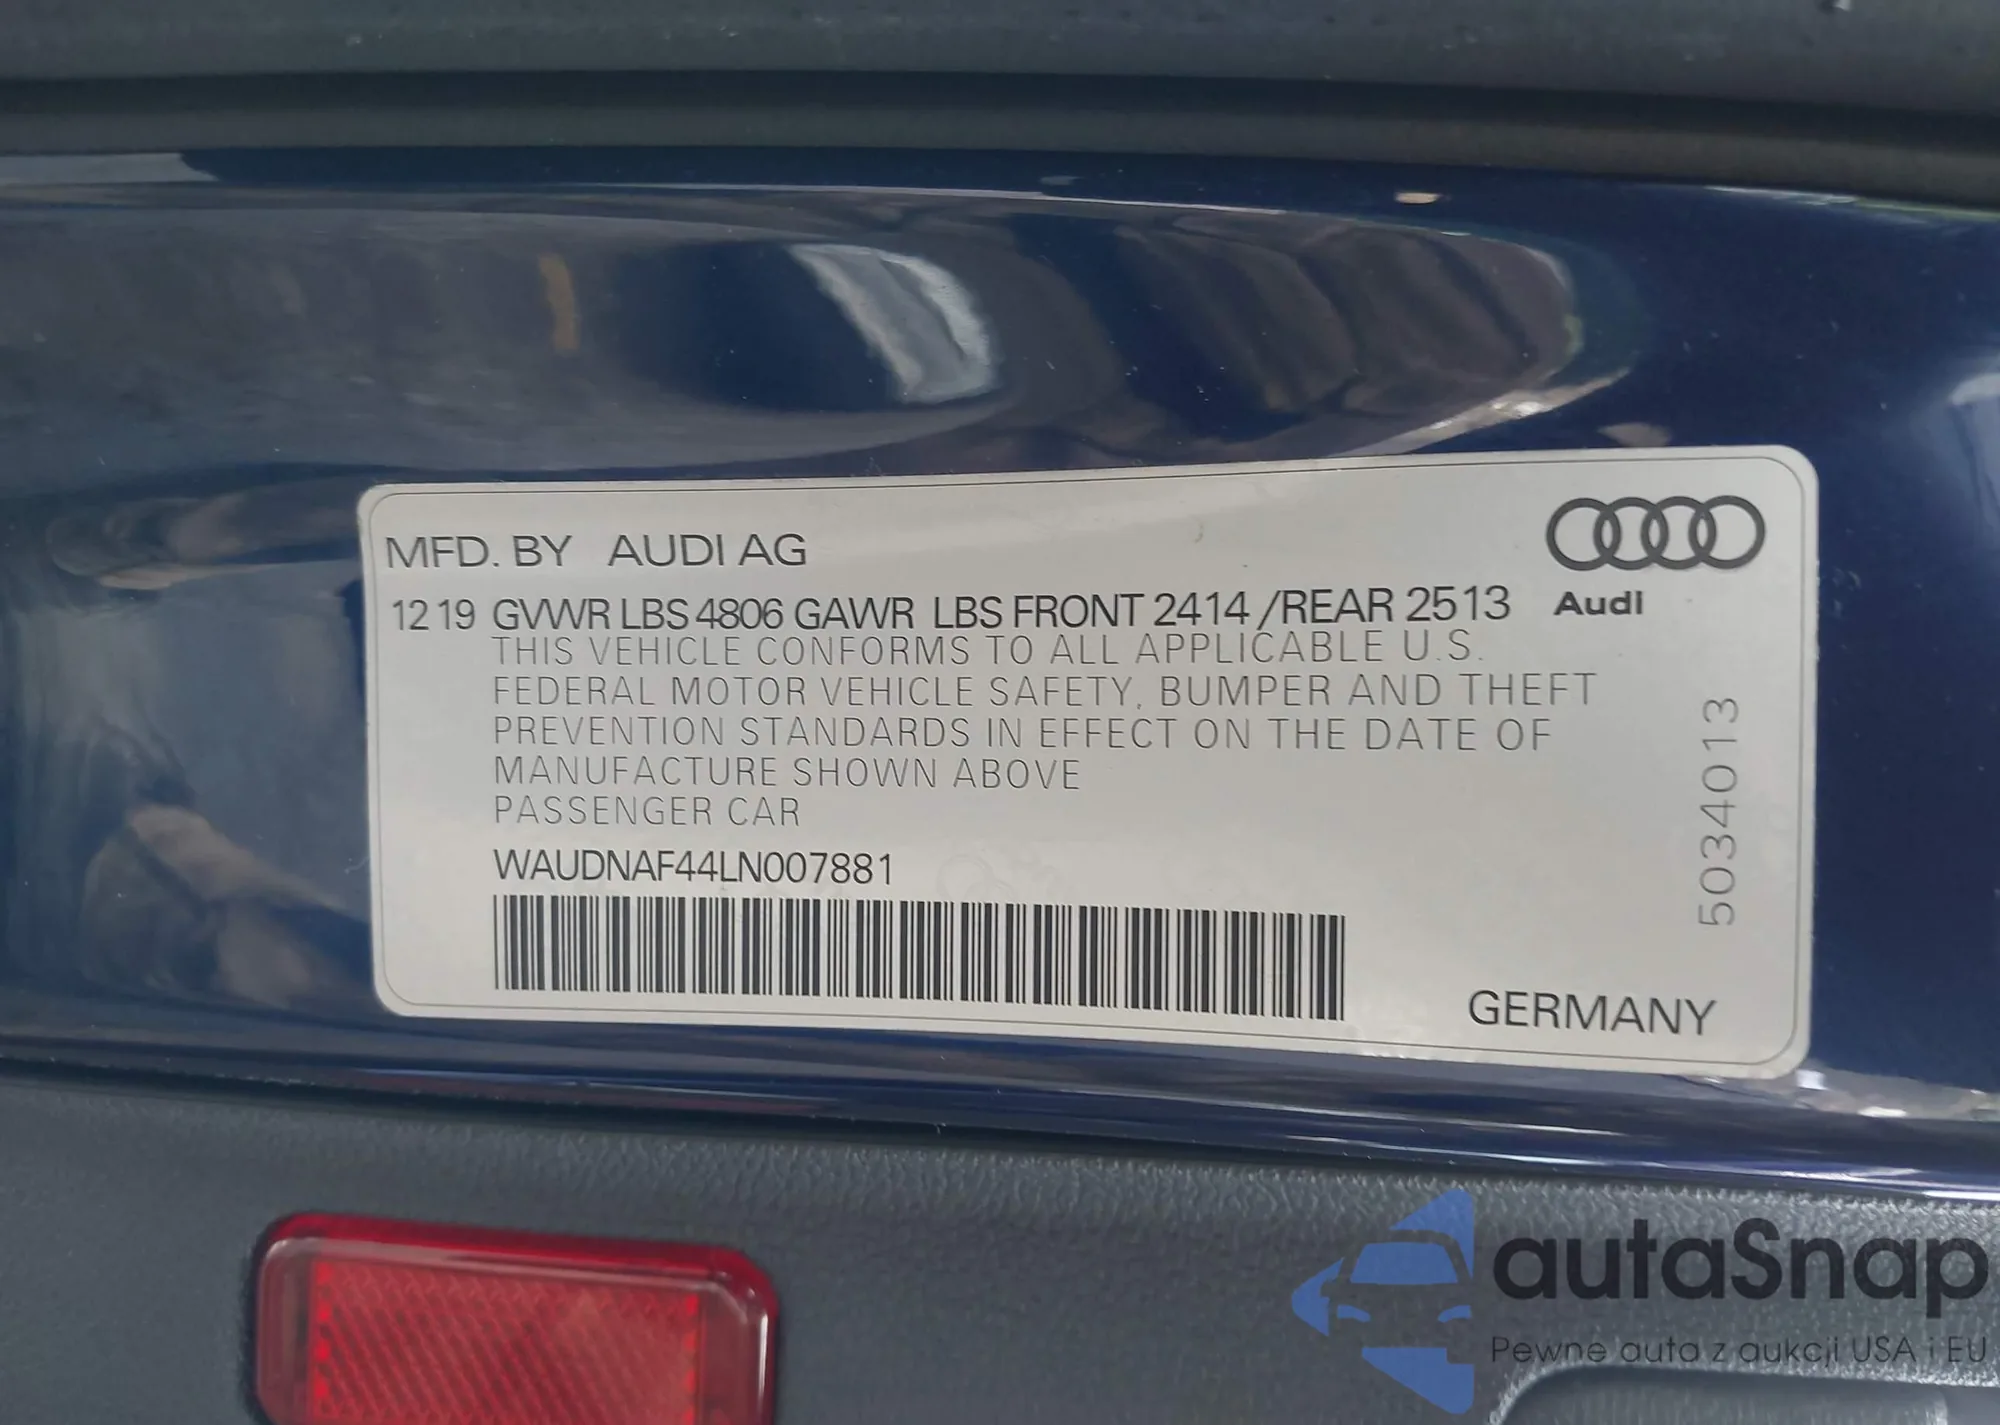 MFD. BY AUDI AG
12 19 GVWR LBS 4806 GAWR LBS FRONT 2414 /REAR 2513
Audi
THIS VEHICLE CONFORMS TO ALL APPLICABLE U.S.
FEDERAL MOTOR VEHICLE SAFETY, BUMPER AND THEFT
PREVENTION STANDARDS IN EFFECT ON THE DATE OF
MANUFACTURE SHOWN ABOVE
PASSENGER CAR
WAUDNAF44LN007881
5034013
GERMANY
autaSnap
Pewne auta z aukcji USA i EU